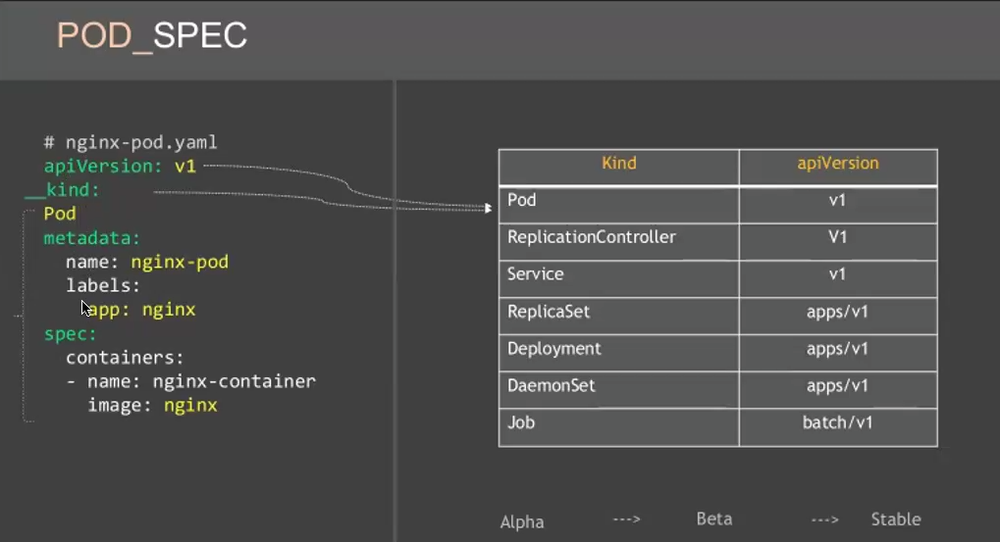 POD_SPEC
# nginx-pod.yaml
apiVersion: v1
__kind:
Pod
metadata:
name: nginx-pod
labels:
app: nginx
spec:
containers:
- name: nginx-container
image: nginx
Kind apiVersion
Pod v1
ReplicationController V1
Service v1
ReplicaSet apps/v1
Deployment apps/v1
DaemonSet apps/v1
Job batch/v1
Alpha ---> Beta ---> Stable